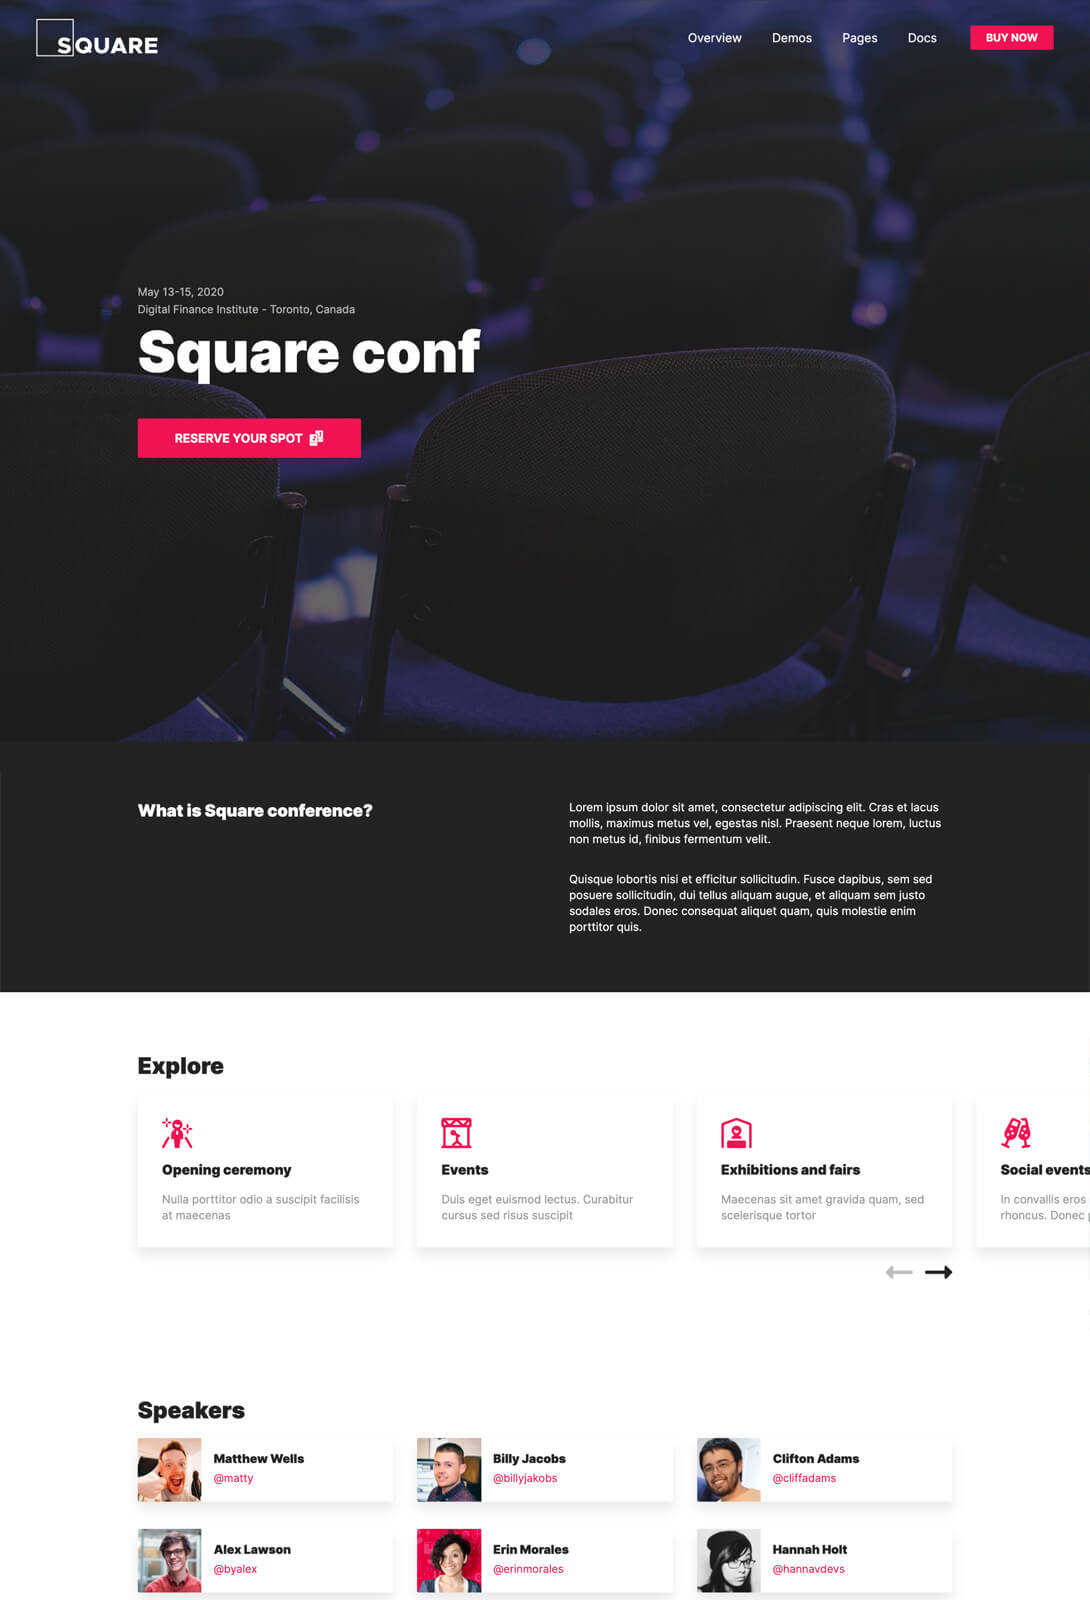 SQUARE
Overview
Demos
Pages
Docs
BUY NOW
May 13-15, 2020
Digital Finance Institute - Toronto, Canada
Square conf
RESERVE YOUR SPOT
What is Square conference?
Lorem ipsum dolor sit amet, consectetur adipiscing elit. Cras et lacus
mollis, maximus metus vel, egestas nisl. Praesent neque lorem, luctus
non metus id, finibus fermentum velit.
Quisque lobortis nisi et efficitur sollicitudin. Fusce dapibus, sem sed
posuere sollicitudin, dui tellus aliquam augue, et aliquam sem justo
sodales eros. Donec consequat aliquet quam, quis molestie enim
porttitor quis.
Explore
Opening ceremony
Nulla porttitor odio a suscipit facilisis
at maecenas
Events
Duis eget euismod lectus. Curabitur
cursus sed risus suscipit
Exhibitions and fairs
Maecenas sit amet gravida quam, sed
scelerisque tortor
Social events
In convallis eros
rhoncus. Donec
Speakers
Matthew Wells
@matty
Billy Jacobs
@billyjakobs
Clifton Adams
@cliffadams
Alex Lawson
@byalex
Erin Morales
@erinmorales
Hannah Holt
@hannavdevs